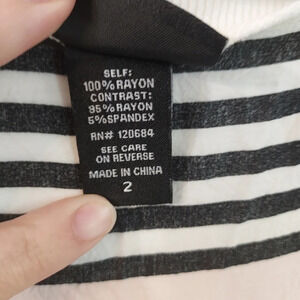 SELF:
100% RAYON
CONTRAST:
95% RAYON
5% SPANDEX
RN# 120684
SEE CARE
ON REVERSE
MADE IN CHINA
2